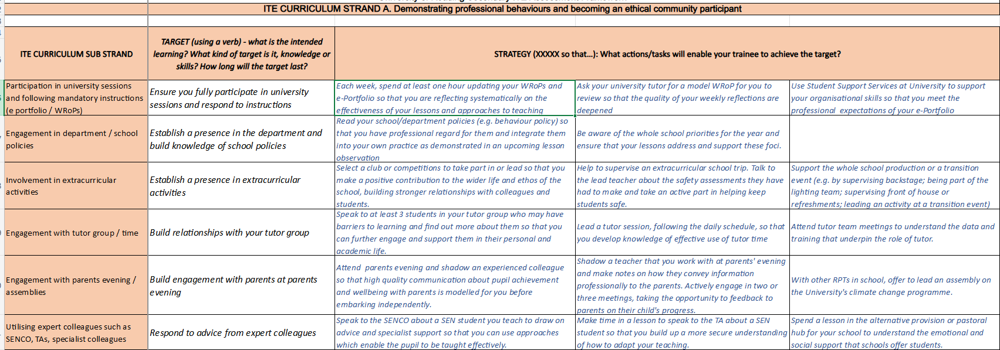 ITE CURRICULUM STRAND A. Demonstrating professional behaviours and becoming an ethical community participant
ITE CURRICULUM SUB STRAND
TARGET (using a verb) - what is the intended
learning? What kind of target is it, knowledge or
skills? How long will the target last?
STRATEGY (XXXXX so that...): What actions/tasks will enable your trainee to achieve the target?
Participation in university sessions
and following mandatory instructions
(e portfolio / WRoPs)
Ensure you fully participate in university
sessions and respond to instructions
Each week, spend at least one hour updating your WRoPs and
e-Portfolio so that you are reflecting systematically on the
effectiveness of your lessons and approaches to teaching
Ask your university tutor for a model WRoP for you to
review so that the quality of your weekly reflections are
deepened
Use Student Support Services at University to support
your organisational skills so that you meet the
professional  expectations of your e-Portfolio
Engagement in department / school
policies
Establish a presence in the department and
build knowledge of school policies
Read your school/department policies (e.g. behaviour policy) so
that you have professional regard for them and integrate them
into your own practice as demonstrated in an upcoming lesson
observation
Be aware of the whole school priorities for the year and
ensure that your lessons address and support these foci.
Involvement in extracurricular
activities
Establish a presence in extracurricular
activities
Select a club or competitions to take part in or lead so that you
make a positive contribution to the wider life and ethos of the
school, building stronger relationships with colleagues and
students.
Help to supervise an extracurricular school trip. Talk to
the lead teacher about the safety assessments they have
had to make and take an active part in helping keep
students safe.
Support the whole school production or a transition
event (e.g. by supervising backstage; being part of the
lighting team; supervising front of house or
refreshments; leading an activity at a transition event)
Engagement with tutor group / time
Build relationships with your tutor group
Speak to at least 3 students in your tutor group who may have
barriers to learning and find out more about them so that you
can further engage and support them in their personal and
academic life.
Lead a tutor session, following the daily schedule, so that
you develop knowledge of effective use of tutor time
Attend tutor team meetings to understand the data and
training that underpin the role of tutor.
Engagement with parents evening /
assemblies
Build engagement with parents at parents
evening
Attend  parents evening and shadow an experienced colleague
so that high quality communication about pupil achievement
and wellbeing with parents is modelled for you before
embarking independently.
Shadow a teacher that you work with at parents' evening
and make notes on how they convey information
professionally to the parents. Actively engage in two or
three meetings, taking the opportunity to feedback to
parents on their child's progress.
With other RPTs in school, offer to lead an assembly on
the University's climate change programme.
Utilising expert colleagues such as
SENCO, TAs, specialist colleagues
Respond to advice from expert colleagues
Speak to the SENCO about a SEN student you teach to draw on
advice and specialist support so that you can use approaches
which enable the pupil to be taught effectively.
Make time in a lesson to speak to the TA about a SEN
student so that you build up a more secure understanding
of how to adapt your teaching.
Spend a lesson in the alternative provision or pastoral
hub for your school to understand the emotional and
social support that schools offer students.